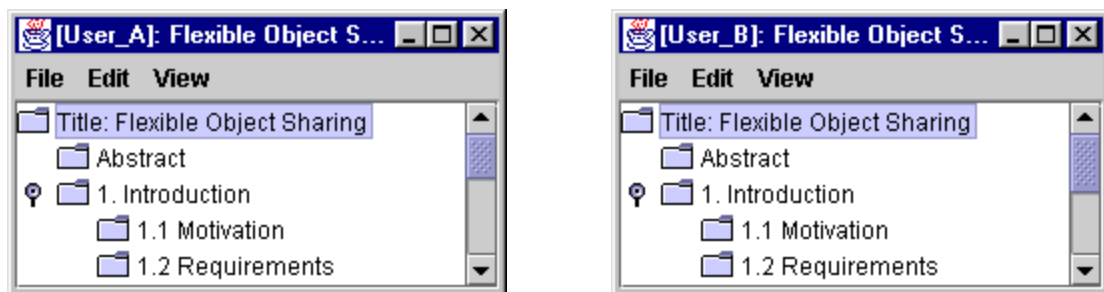 [User_A]: Flexible Object S...
File Edit View
Title: Flexible Object Sharing
Abstract
1. Introduction
1.1 Motivation
1.2 Requirements
[User_B]: Flexible Object S...
File Edit View
Title: Flexible Object Sharing
Abstract
1. Introduction
1.1 Motivation
1.2 Requirements